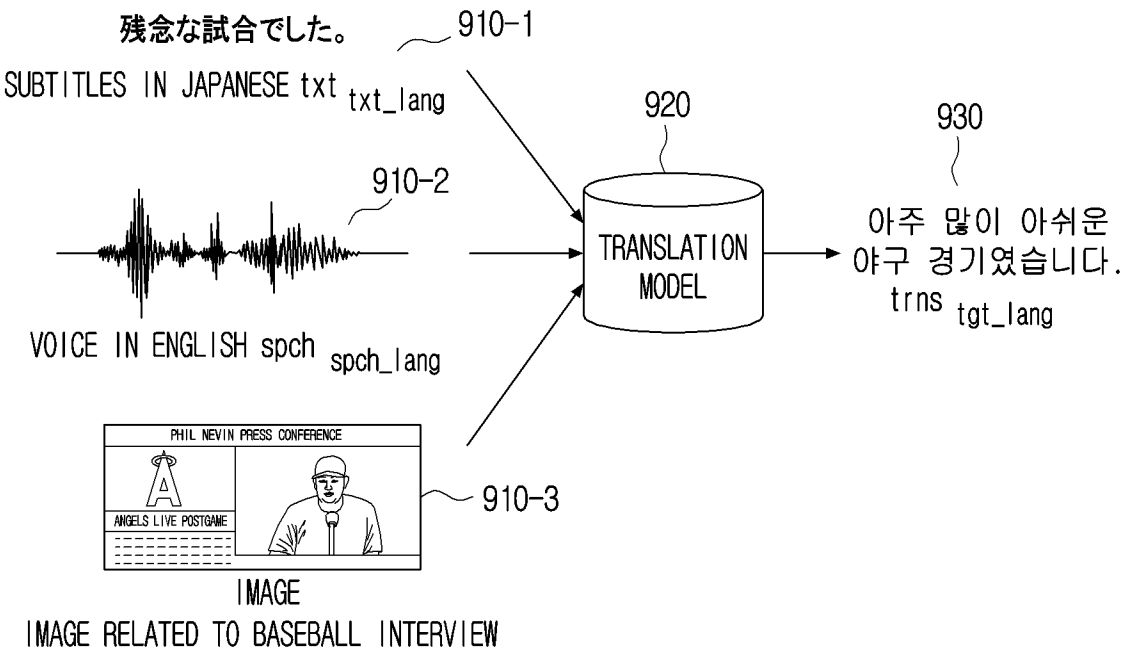 残念な試合でした。
910-1
SUBTITLES IN JAPANESE txt txt_lang
910-2
VOICE IN ENGLISH spch spch_lang
PHIL NEVIN PRESS CONFERENCE
A
ANGELS LIVE POSTGAME
910-3
IMAGE
IMAGE RELATED TO BASEBALL INTERVIEW
920
TRANSLATION
MODEL
930
아주 많이 아쉬운
야구 경기였습니다.
trns tgt_lang